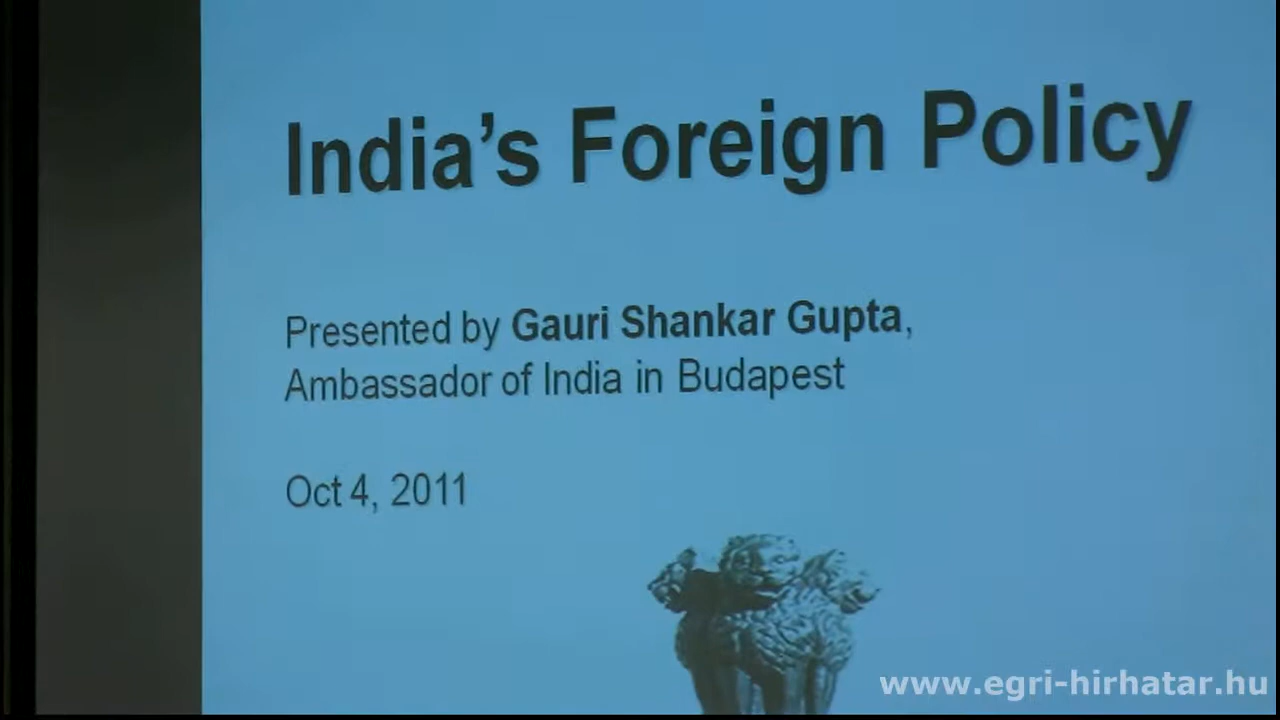 India’s Foreign Policy
Presented by Gauri Shankar Gupta,
Ambassador of India in Budapest
Oct 4, 2011
www.egri-hirhatar.hu